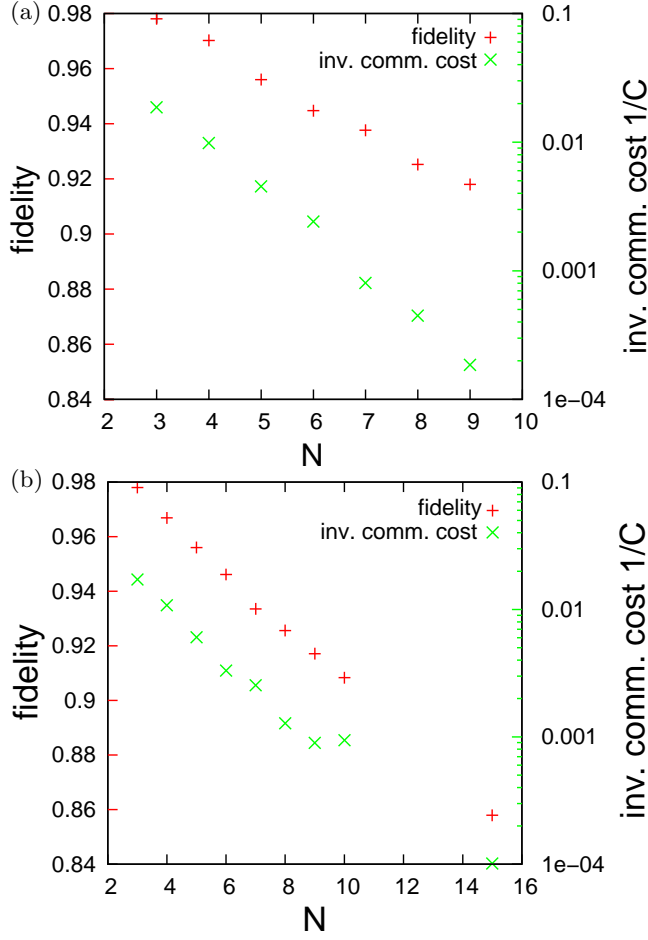 (a)
fidelity
inv. comm. cost
0.98
0.96
0.94
0.92
0.9
0.88
0.86
0.84
fidelity
0.1
0.01
0.001
1e−04
inv. comm. cost 1/C
2 3 4 5 6 7 8 9 10
N
(b)
fidelity
inv. comm. cost
0.98
0.96
0.94
0.92
0.9
0.88
0.86
0.84
fidelity
0.1
0.01
0.001
1e−04
inv. comm. cost 1/C
2 4 6 8 10 12 14 16
N